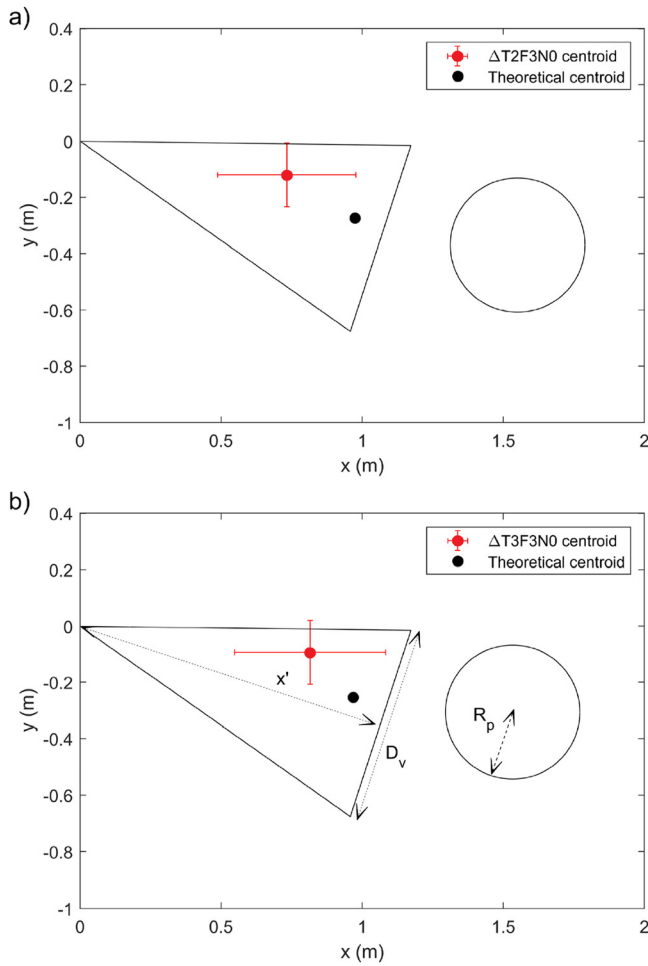 a)
0.4
0.2
0
-0.2
-0.4
-0.6
-0.8
-1
y (m)
ΔT2F3N0 centroid
Theoretical centroid
0
0.5
1
1.5
2
x (m)
b)
0.4
0.2
0
-0.2
-0.4
-0.6
-0.8
-1
y (m)
ΔT3F3N0 centroid
Theoretical centroid
x'
D_v
R_p
0
0.5
1
1.5
2
x (m)